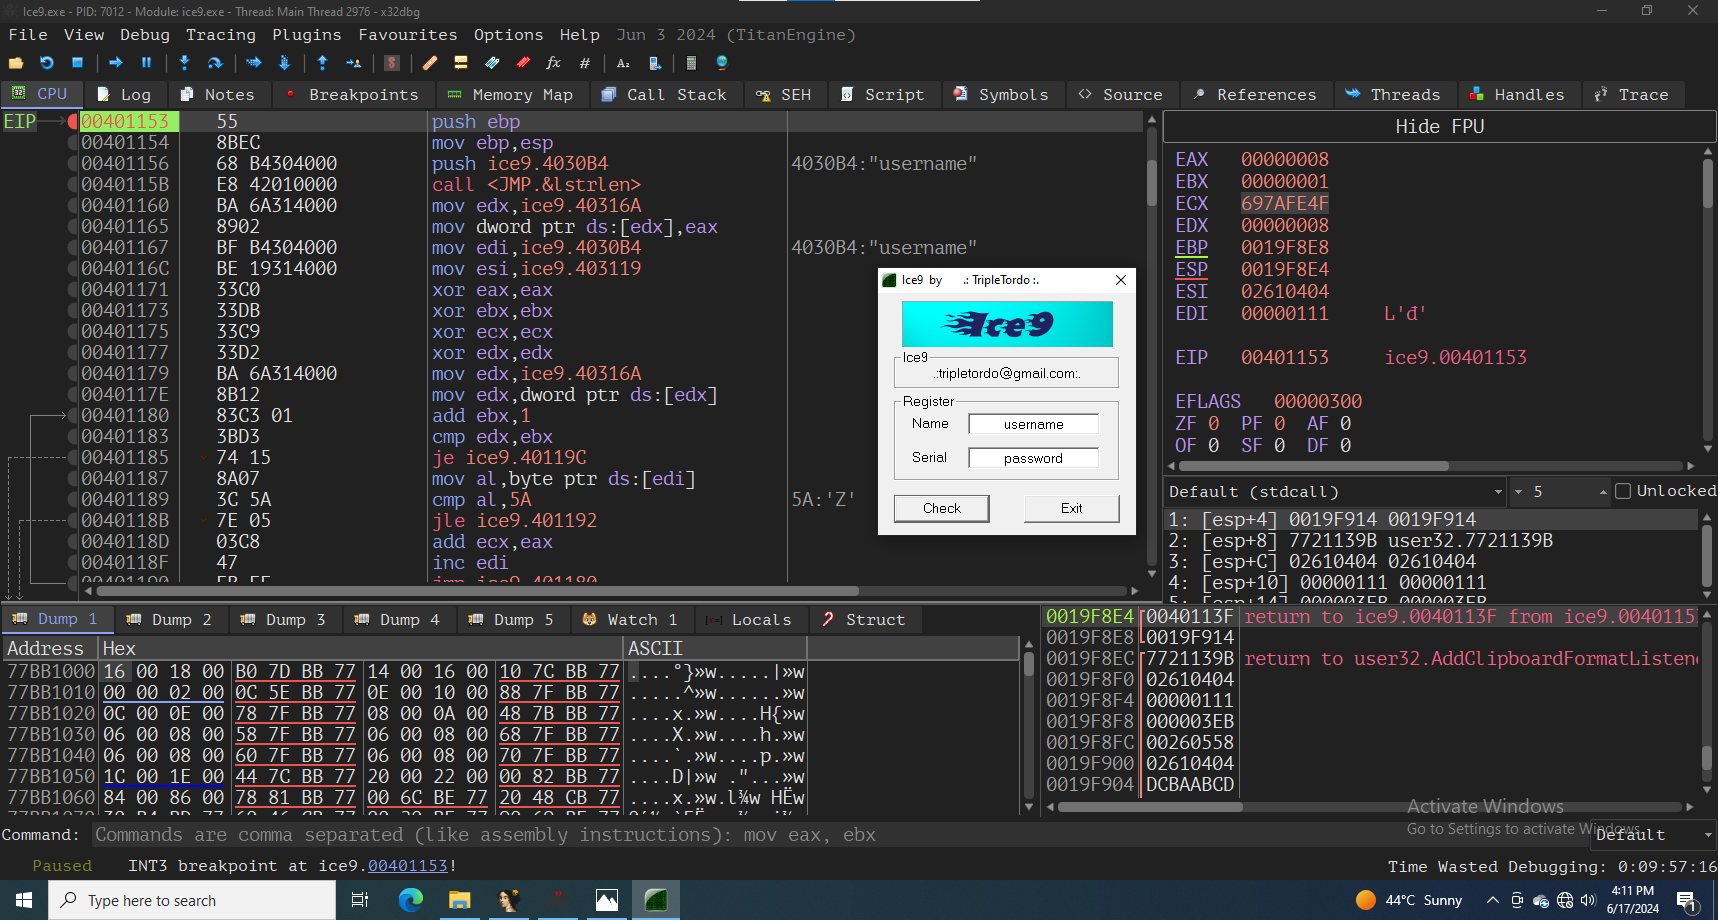 Ice9.exe - PID: 7012 - Module: ice9.exe - Thread: Main Thread 2976 - x32dbg
File View Debug Tracing Plugins Favourites Options Help Jun 3 2024 (TitanEngine)
CPU Log Notes Breakpoints Memory Map Call Stack SEH Script Symbols Source References Threads Handles Trace
EIP 00401153 55 push ebp
00401154 8BEC mov ebp,esp
00401156 68 B4304000 push ice9.4030B4 4030B4:"username"
0040115B E8 42010000 call <JMP.&lstrlen>
00401160 BA 6A314000 mov edx,ice9.40316A
00401165 8902 mov dword ptr ds:[edx],eax
00401167 BF B4304000 mov edi,ice9.4030B4 4030B4:"username"
0040116C BE 19314000 mov esi,ice9.403119
00401171 33C0 xor eax,eax
00401173 33DB xor ebx,ebx
00401175 33C9 xor ecx,ecx
00401177 33D2 xor edx,edx
00401179 BA 6A314000 mov edx,ice9.40316A
0040117E 8B12 mov edx,dword ptr ds:[edx]
00401180 83C3 01 add ebx,1
00401183 3BD3 cmp edx,ebx
00401185 74 15 je ice9.40119C
00401187 8A07 mov al,byte ptr ds:[edi]
00401189 3C 5A cmp al,5A 5A:'Z'
0040118B 7E 05 jle ice9.401192
0040118D 03C8 add ecx,eax
0040118F 47 inc edi
00401190 EB EE jmp ice9.401180
Ice9 by .: TripleTordo :.
Ice9
Ice9
.:tripletordo@gmail.com:.
Register
Name username
Serial password
Check Exit
Hide FPU
EAX 00000008
EBX 00000001
ECX 697AFE4F
EDX 00000008
EBP 0019F8E8
ESP 0019F8E4
ESI 02610404
EDI 00000111 L'đ'
EIP 00401153 ice9.00401153
EFLAGS 00000300
ZF 0 PF 0 AF 0
OF 0 SF 0 DF 0
Default (stdcall) 5 Unlocked
1: [esp+4] 0019F914 0019F914
2: [esp+8] 7721139B user32.7721139B
3: [esp+C] 02610404 02610404
4: [esp+10] 00000111 00000111
5: [esp+14] 000003EB 000003EB
Dump 1 Dump 2 Dump 3 Dump 4 Dump 5 Watch 1 Locals Struct
Address Hex ASCII
77BB1000 16 00 18 00 B0 7D BB 77 14 00 16 00 10 7C BB 77 ....°}»w.....|»w
77BB1010 00 00 02 00 0C 5E BB 77 0E 00 10 00 88 7F BB 77 .....^»w......»w
77BB1020 0C 00 0E 00 78 7F BB 77 08 00 0A 00 48 7B BB 77 ....x.»w....H{»w
77BB1030 06 00 08 00 58 7F BB 77 06 00 08 00 68 7F BB 77 ....X.»w....h.»w
77BB1040 06 00 08 00 60 7F BB 77 06 00 08 00 70 7F BB 77 ....`.»w....p.»w
77BB1050 1C 00 1E 00 44 7C BB 77 20 00 22 00 00 82 BB 77 ....D|»w ."...»w
77BB1060 84 00 86 00 78 81 BB 77 00 6C BE 77 20 48 CB 77 ....x.»w.l¾w HËw
0019F8E4 0040113F return to ice9.0040113F from ice9.0040115
0019F8E8 0019F914
0019F8EC 7721139B return to user32.AddClipboardFormatListen
0019F8F0 02610404
0019F8F4 00000111
0019F8F8 000003EB
0019F8FC 00260558
0019F900 02610404
0019F904 DCBAABCD
Activate Windows
Go to Settings to activate Windows.
Command: Commands are comma separated (like assembly instructions): mov eax, ebx Default
Paused INT3 breakpoint at ice9.00401153! Time Wasted Debugging: 0:09:57:16
Type here to search
44°C Sunny
4:11 PM
6/17/2024
1